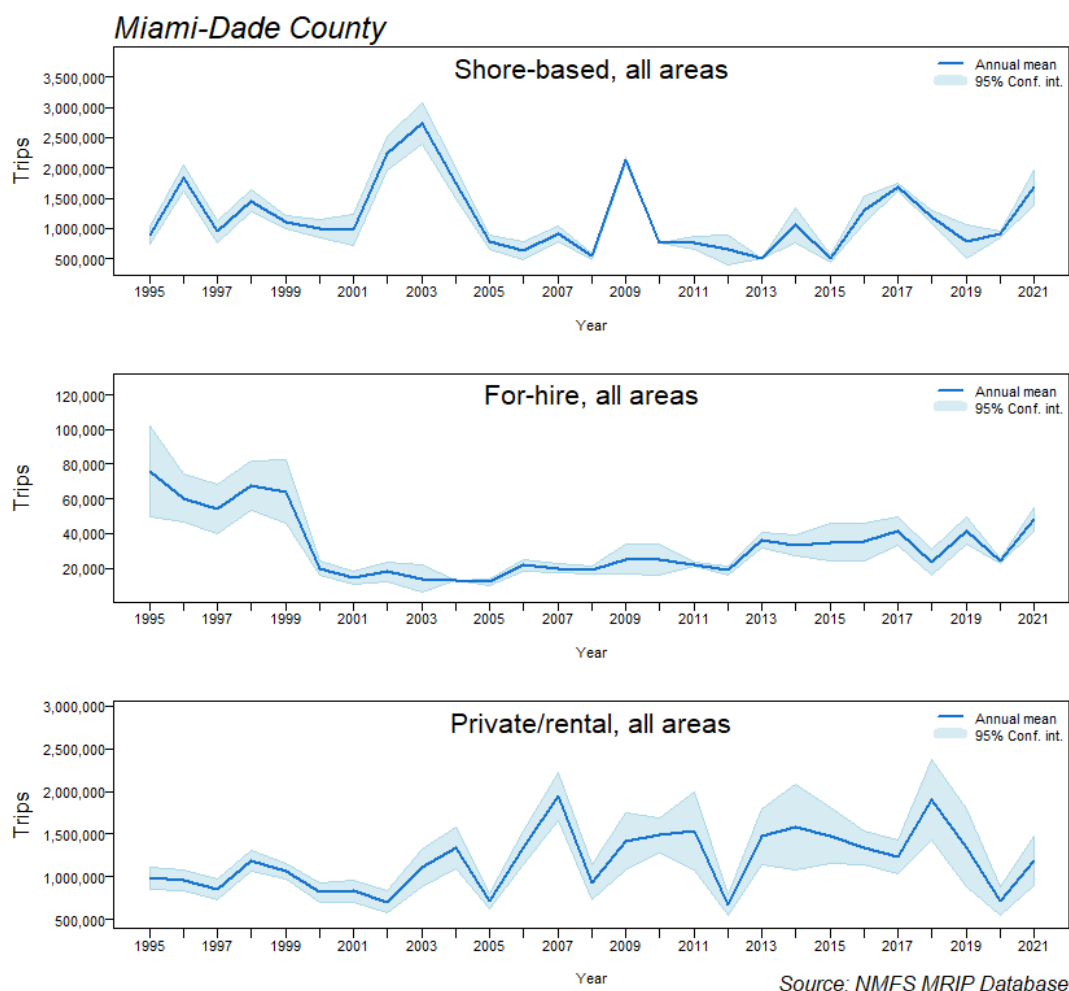 Miami-Dade County
Shore-based, all areas
Annual mean
95% Conf. int.
Trips
3,500,000
3,000,000
2,500,000
2,000,000
1,500,000
1,000,000
500,000
1995 1997 1999 2001 2003 2005 2007 2009 2011 2013 2015 2017 2019 2021
Year
For-hire, all areas
Annual mean
95% Conf. int.
Trips
120,000
100,000
80,000
60,000
40,000
20,000
1995 1997 1999 2001 2003 2005 2007 2009 2011 2013 2015 2017 2019 2021
Year
Private/rental, all areas
Annual mean
95% Conf. int.
Trips
3,000,000
2,500,000
2,000,000
1,500,000
1,000,000
500,000
1995 1997 1999 2001 2003 2005 2007 2009 2011 2013 2015 2017 2019 2021
Year
Source: NMFS MRIP Database